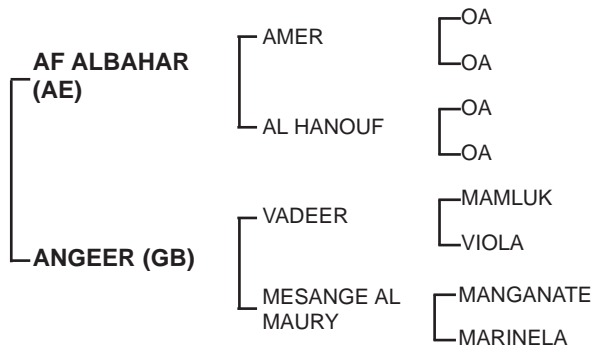 OA
AMER
AF ALBAHAR
(AE)
OA
OA
AL HANOUF
OA
MAMLUK
VADEER
VIOLA
ANGEER (GB)
MESANGE AL
MAURY
MANGANATE
MARINELA